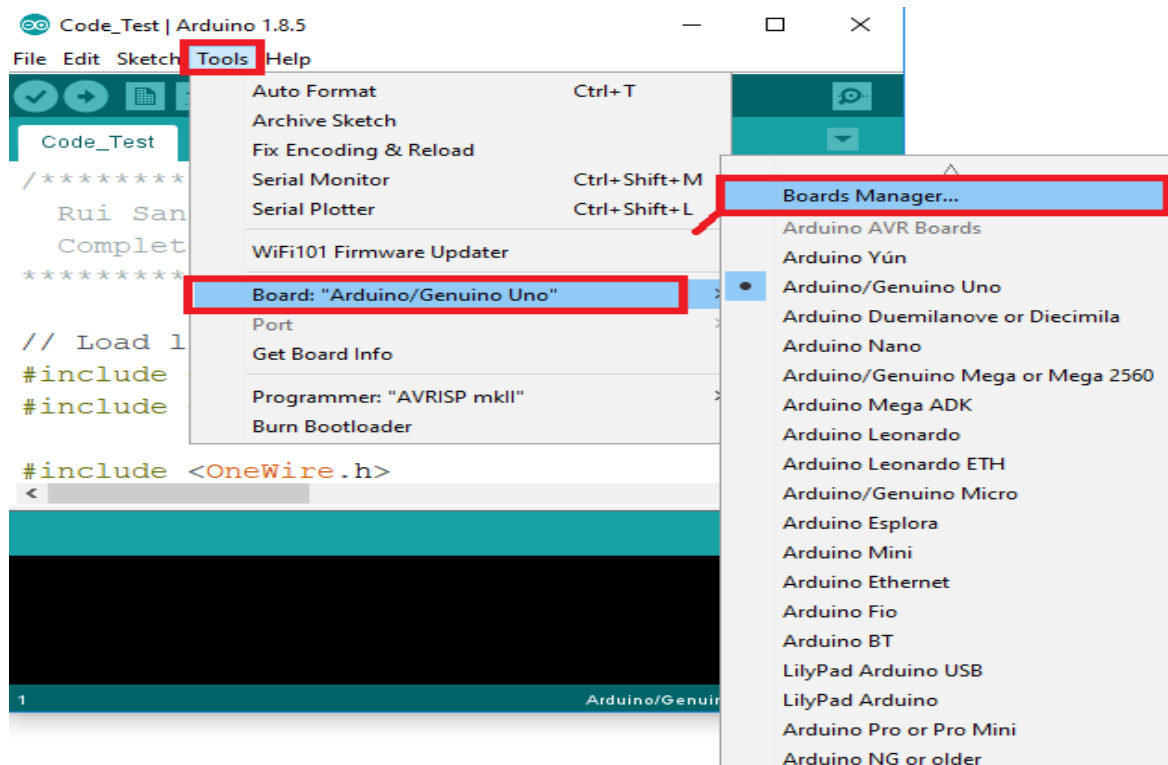 Code_Test | Arduino 1.8.5
File Edit Sketch Tools Help
Code_Test
/********
Rui San
Complet
*********
// Load l
#include
#include
#include <OneWire.h>
1
Arduino/Genuin
Auto Format Ctrl+T
Archive Sketch
Fix Encoding & Reload
Serial Monitor Ctrl+Shift+M
Serial Plotter Ctrl+Shift+L
WiFi101 Firmware Updater
Board: "Arduino/Genuino Uno"
Port
Get Board Info
Programmer: "AVRISP mkII"
Burn Bootloader
Boards Manager...
Arduino AVR Boards
Arduino Yún
Arduino/Genuino Uno
Arduino Duemilanove or Diecimila
Arduino Nano
Arduino/Genuino Mega or Mega 2560
Arduino Mega ADK
Arduino Leonardo
Arduino Leonardo ETH
Arduino/Genuino Micro
Arduino Esplora
Arduino Mini
Arduino Ethernet
Arduino Fio
Arduino BT
LilyPad Arduino USB
LilyPad Arduino
Arduino Pro or Pro Mini
Arduino NG or older